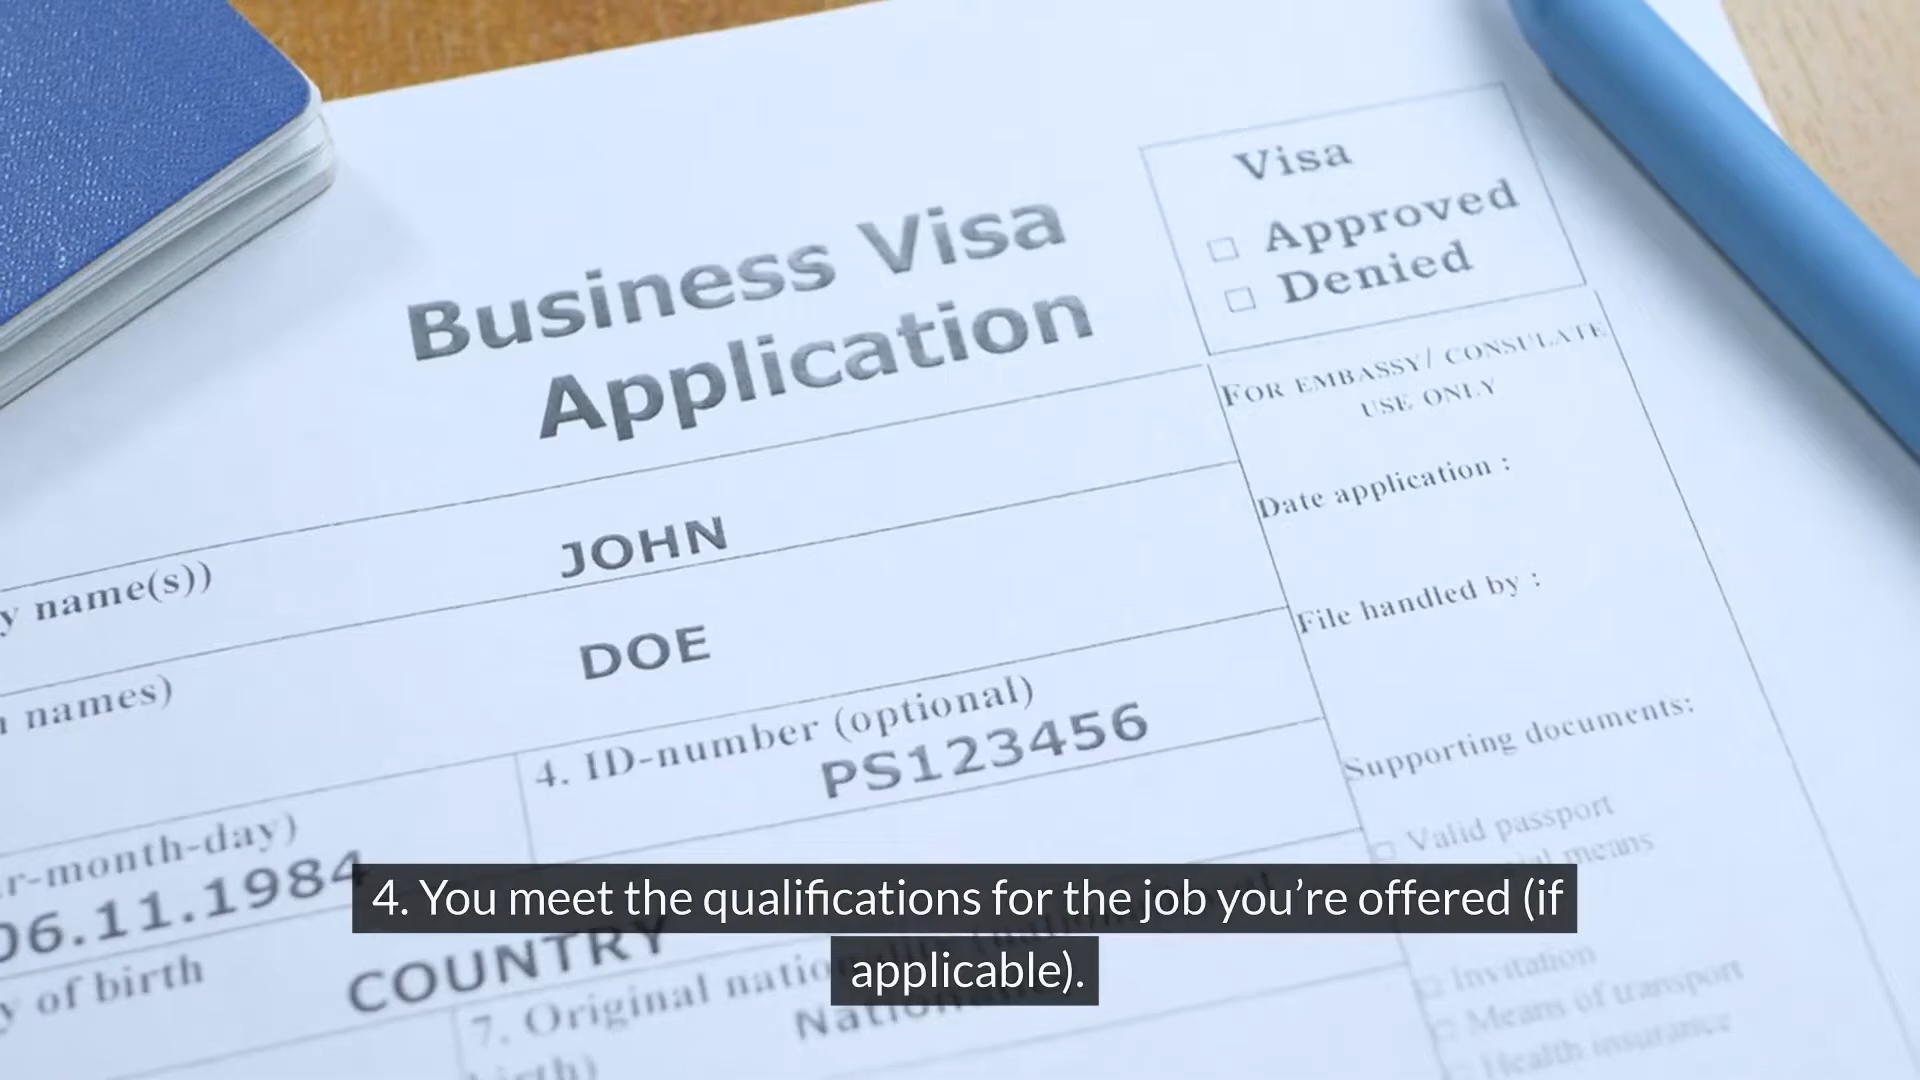 Business Visa
Application
Visa
□ Approved
□ Denied
FOR EMBASSY/ CONSULATE
USE ONLY
y name(s))
JOHN
Date application :
names)
DOE
File handled by :
r-month-day)
06.11.1984
4. ID-number (optional)
PS123456
Supporting documents:
□ Valid passport
means
y of birth
COUNTRY
7. Original
□ Invitation
□ Means of transport
□ Health insurance
birth)
4. You meet the qualifications for the job you’re offered (if
applicable).